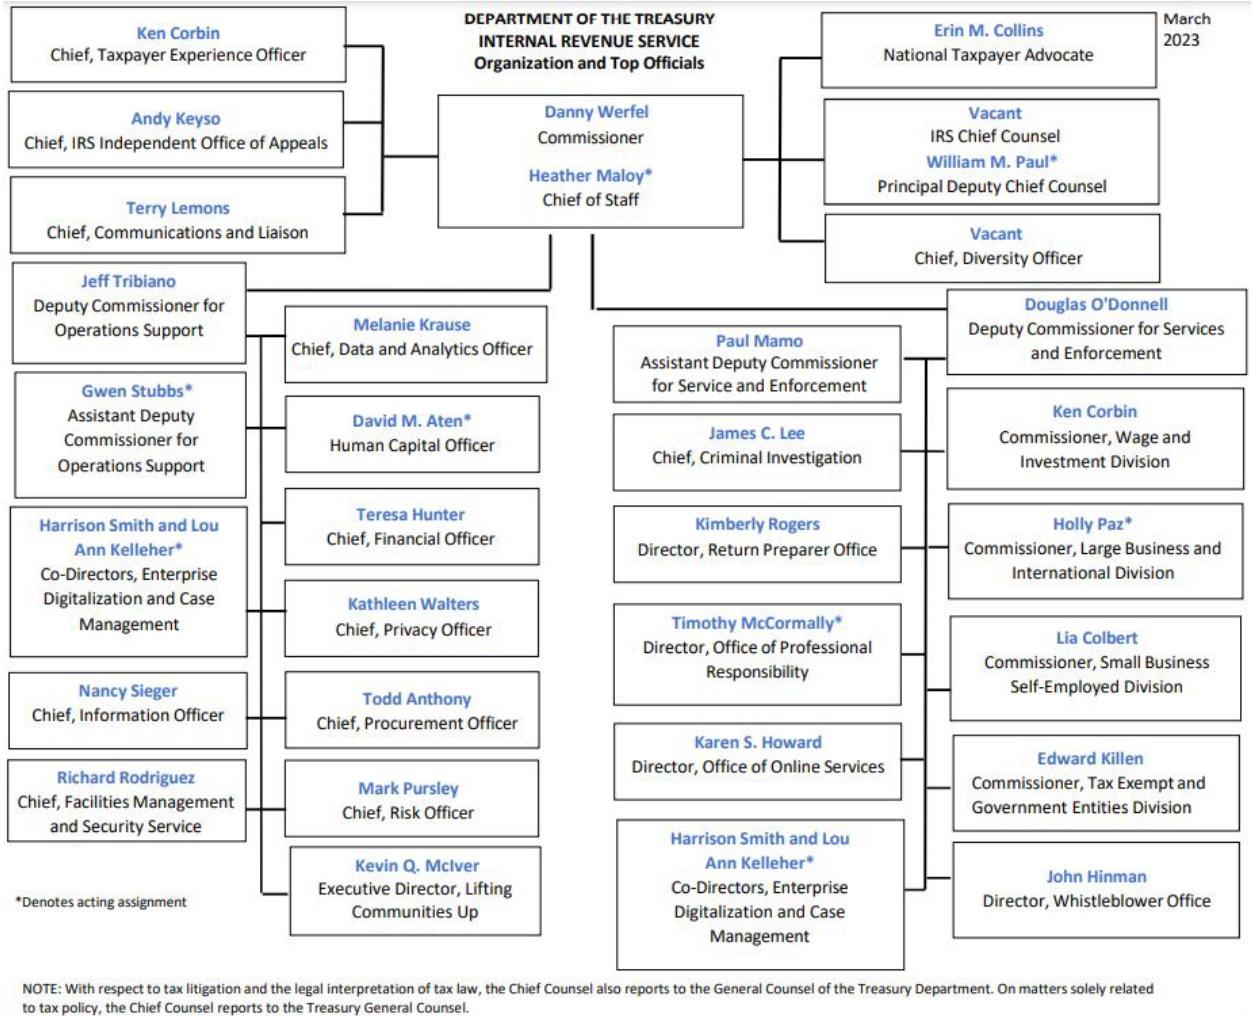 DEPARTMENT OF THE TREASURY
INTERNAL REVENUE SERVICE
Organization and Top Officials
March
2023
Ken Corbin
Chief, Taxpayer Experience Officer
Andy Keyso
Chief, IRS Independent Office of Appeals
Terry Lemons
Chief, Communications and Liaison
Danny Werfel
Commissioner
Heather Maloy*
Chief of Staff
Erin M. Collins
National Taxpayer Advocate
Vacant
IRS Chief Counsel
William M. Paul*
Principal Deputy Chief Counsel
Vacant
Chief, Diversity Officer
Jeff Tribiano
Deputy Commissioner for
Operations Support
Gwen Stubbs*
Assistant Deputy
Commissioner for
Operations Support
Harrison Smith and Lou
Ann Kelleher*
Co-Directors, Enterprise
Digitalization and Case
Management
Nancy Sieger
Chief, Information Officer
Richard Rodriguez
Chief, Facilities Management
and Security Service
Melanie Krause
Chief, Data and Analytics Officer
David M. Aten*
Human Capital Officer
Teresa Hunter
Chief, Financial Officer
Kathleen Walters
Chief, Privacy Officer
Todd Anthony
Chief, Procurement Officer
Mark Pursley
Chief, Risk Officer
Kevin Q. McIver
Executive Director, Lifting
Communities Up
Paul Mamo
Assistant Deputy Commissioner
for Service and Enforcement
James C. Lee
Chief, Criminal Investigation
Kimberly Rogers
Director, Return Preparer Office
Timothy McCormally*
Director, Office of Professional
Responsibility
Karen S. Howard
Director, Office of Online Services
Harrison Smith and Lou
Ann Kelleher*
Co-Directors, Enterprise
Digitalization and Case
Management
Douglas O'Donnell
Deputy Commissioner for Services
and Enforcement
Ken Corbin
Commissioner, Wage and
Investment Division
Holly Paz*
Commissioner, Large Business and
International Division
Lia Colbert
Commissioner, Small Business
Self-Employed Division
Edward Killen
Commissioner, Tax Exempt and
Government Entities Division
John Hinman
Director, Whistleblower Office
*Denotes acting assignment
NOTE: With respect to tax litigation and the legal interpretation of tax law, the Chief Counsel also reports to the General Counsel of the Treasury Department. On matters solely related
to tax policy, the Chief Counsel reports to the Treasury General Counsel.